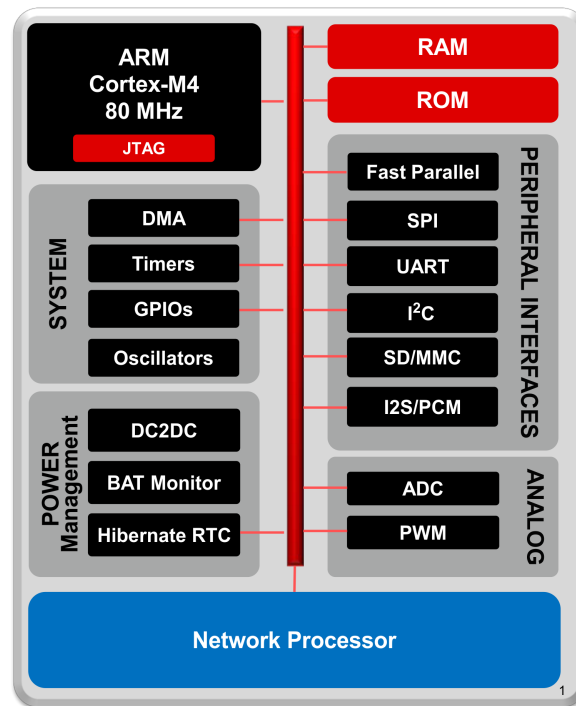 ARM
Cortex-M4
80 MHz
JTAG
RAM
ROM
SYSTEM
DMA
Timers
GPIOs
Oscillators
POWER
Management
DC2DC
BAT Monitor
Hibernate RTC
PERIPHERAL INTERFACES
Fast Parallel
SPI
UART
I²C
SD/MMC
I2S/PCM
ANALOG
ADC
PWM
Network Processor
1